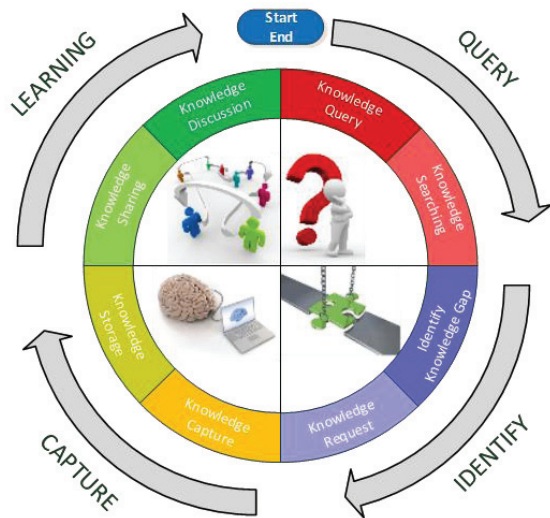 Start
End
QUERY
Knowledge
Query
Knowledge
Searching
Identify
Knowledge Gap
IDENTIFY
Knowledge
Request
Knowledge
Capture
CAPTURE
Knowledge
Storage
Knowledge
Sharing
LEARNING
Knowledge
Discussion